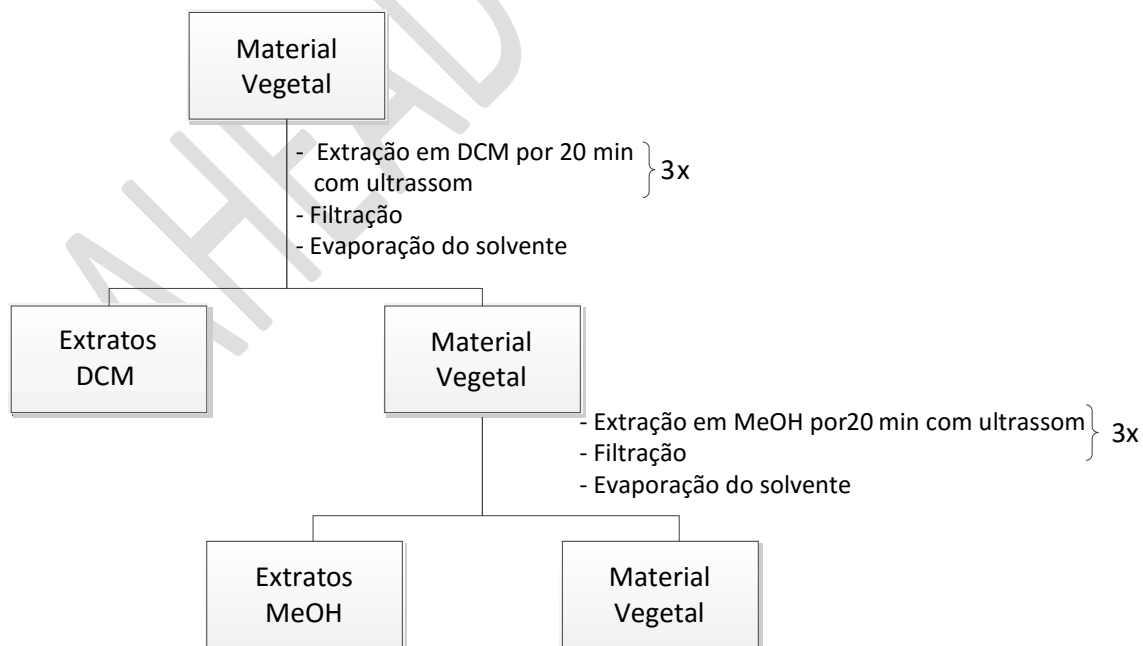 AHEAD
Material
Vegetal
- Extração em DCM por 20 min
com ultrassom
3x
- Filtração
- Evaporação do solvente
Extratos
DCM
Material
Vegetal
- Extração em MeOH por20 min com ultrassom
- Filtração
3x
- Evaporação do solvente
Extratos
MeOH
Material
Vegetal